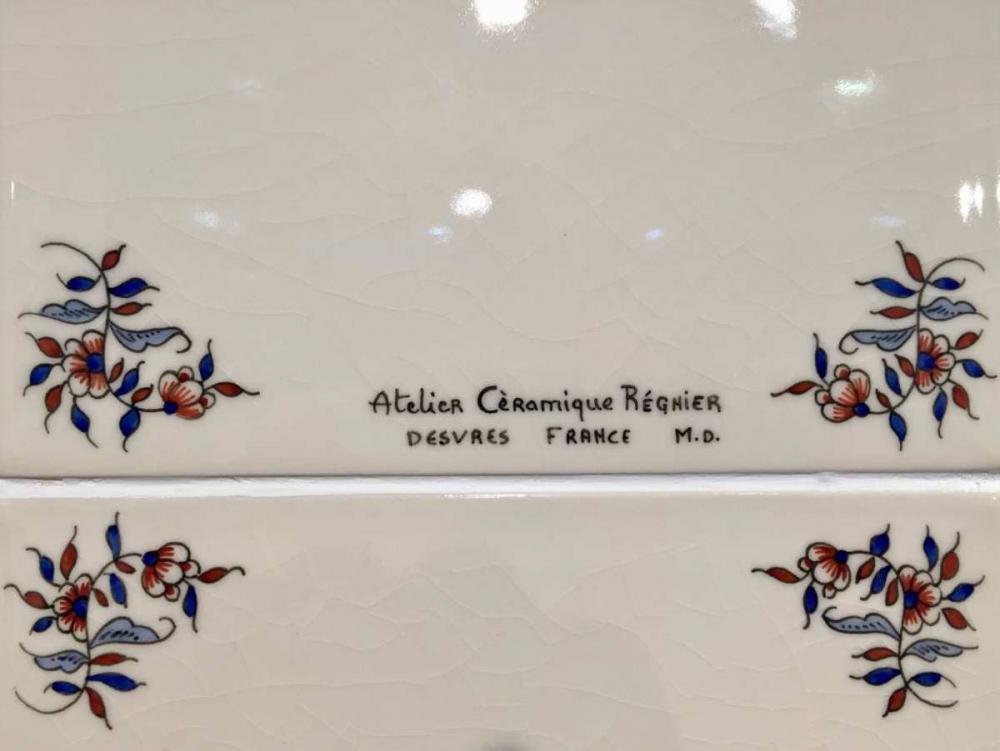 Atelier Cèramique RÉGNIER
DESVRES FRANCE M.D.